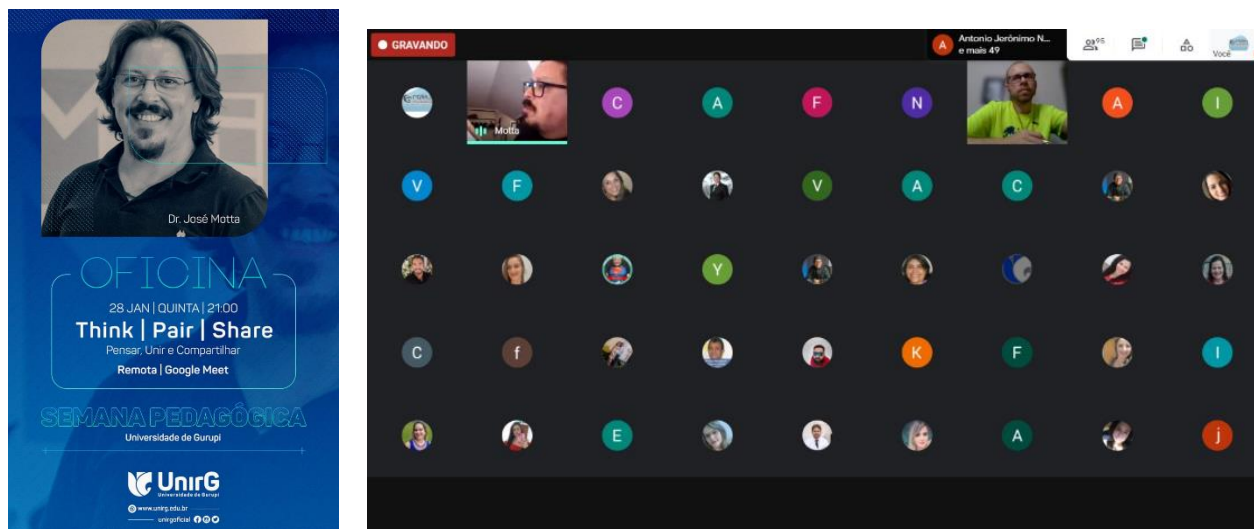 Dr. José Motta
OFICINA
28 JAN | QUINTA | 21:00
Think | Pair | Share
Pensar, Unir e Compartilhar
Remota | Google Meet
SEMANA PEDAGÓGICA
Universidade de Gurupi
UnirG
Universidade de Gurupi
www.unirg.edu.br
unirgoficial
GRAVANDO
A
Antonio Jerônimo N...
e mais 49
95
Você
Motta
C
A
F
N
A
I
V
F
V
A
C
Y
C
f
K
F
I
E
A
j